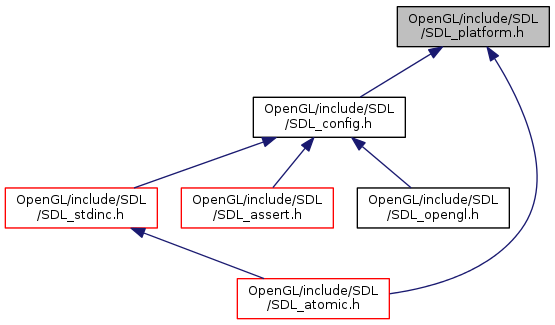 OpenGL/include/SDL
/SDL_platform.h
OpenGL/include/SDL
/SDL_config.h
OpenGL/include/SDL
/SDL_stdinc.h
OpenGL/include/SDL
/SDL_assert.h
OpenGL/include/SDL
/SDL_opengl.h
OpenGL/include/SDL
/SDL_atomic.h